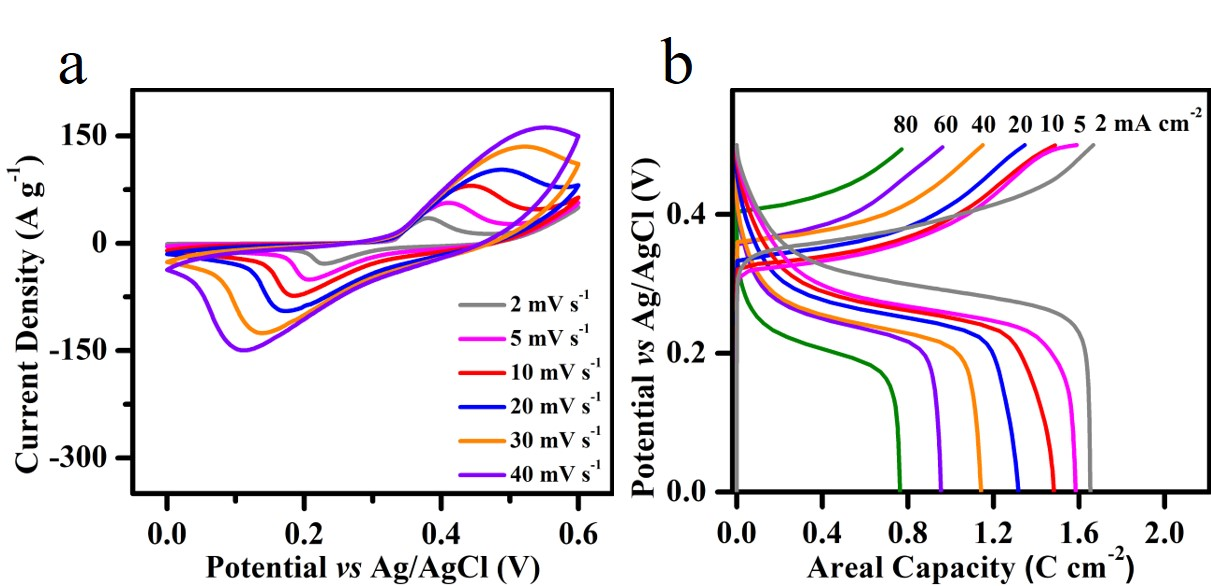 a
Current Density (A g-1)
150
0
-150
-300
2 mV s-1
5 mV s-1
10 mV s-1
20 mV s-1
30 mV s-1
40 mV s-1
0.0 0.2 0.4 0.6
Potential vs Ag/AgCl (V)
b
Potential vs Ag/AgCl (V)
80 60 40 20 10 5 2 mA cm-2
0.4
0.2
0.0
0.0 0.4 0.8 1.2 1.6 2.0
Areal Capacity (C cm-2)